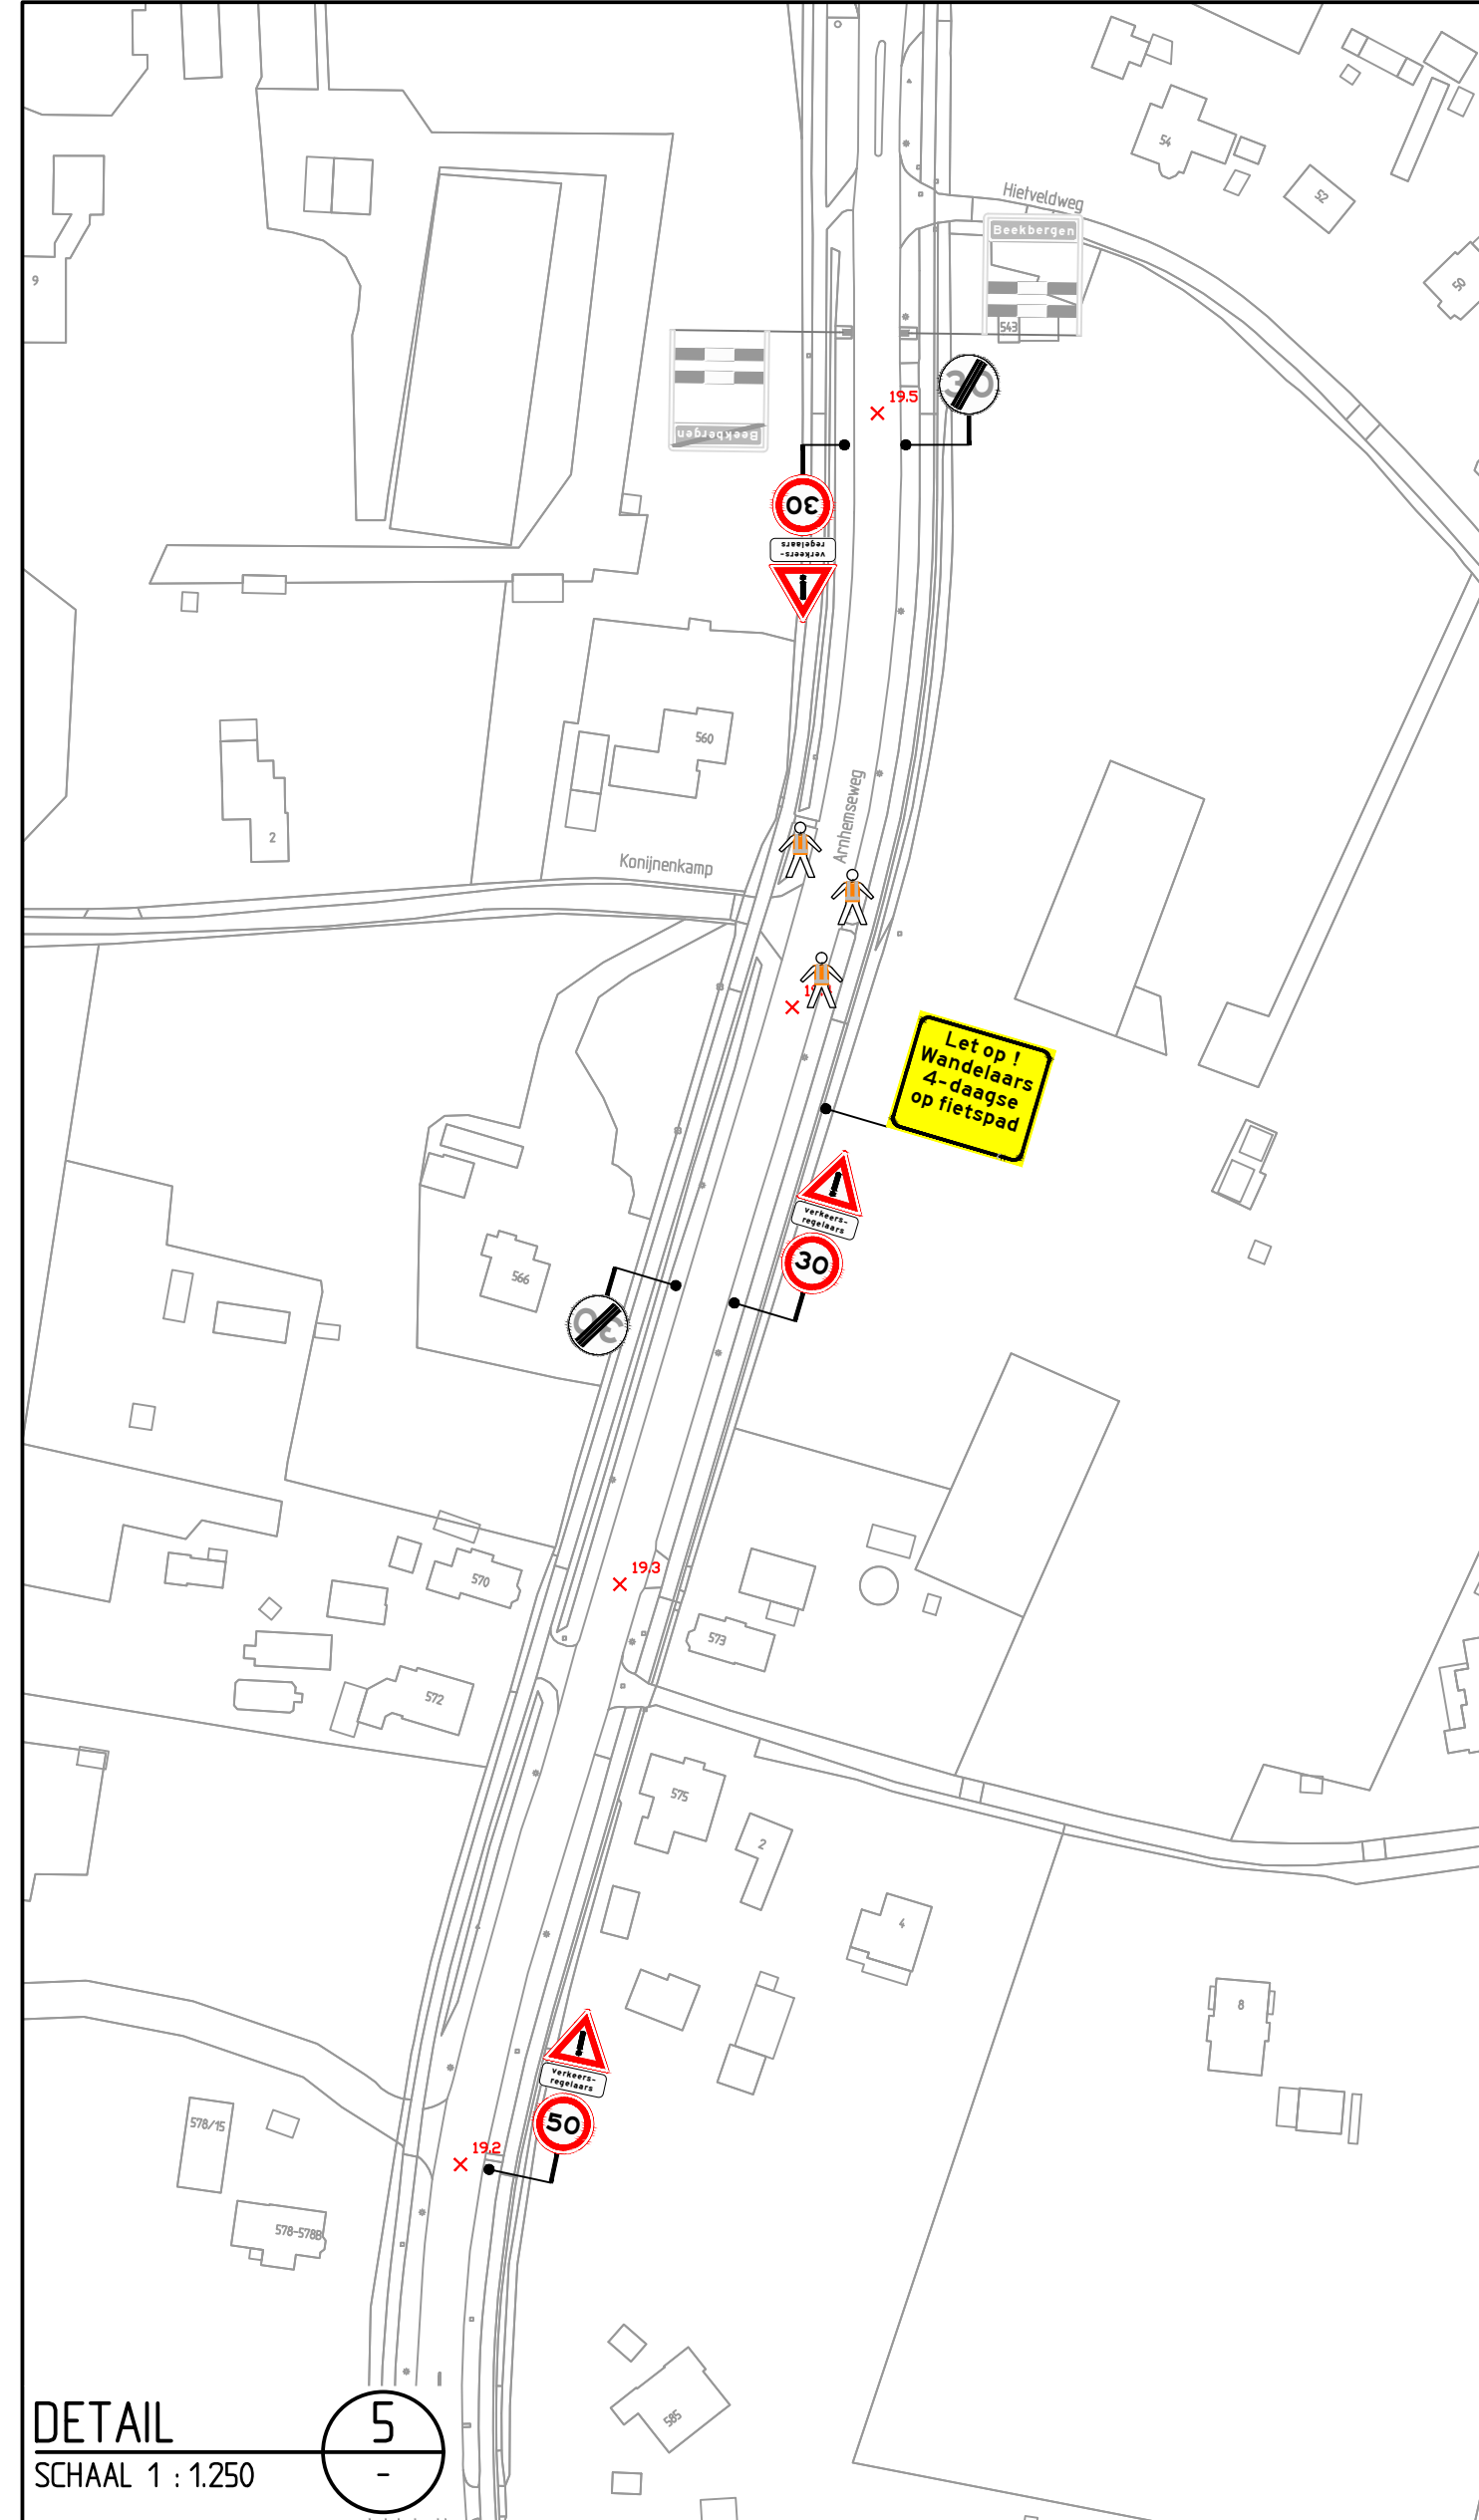 54
52
Hietveldweg
Beekbergen
9
50
543
30
19.5
Beekbergen
30
verkeers-
regelaars
560
Arnhemseweg
2
Konijnenkamp
Let op !
Wandelaars
4-daagse
op fietspad
verkeers-
regelaars
30
566
30
19.3
570
573
572
575
2
4
8
verkeers-
regelaars
50
578/15
19.2
578-578B
585
DETAIL
5
SCHAAL 1 : 1.250
-